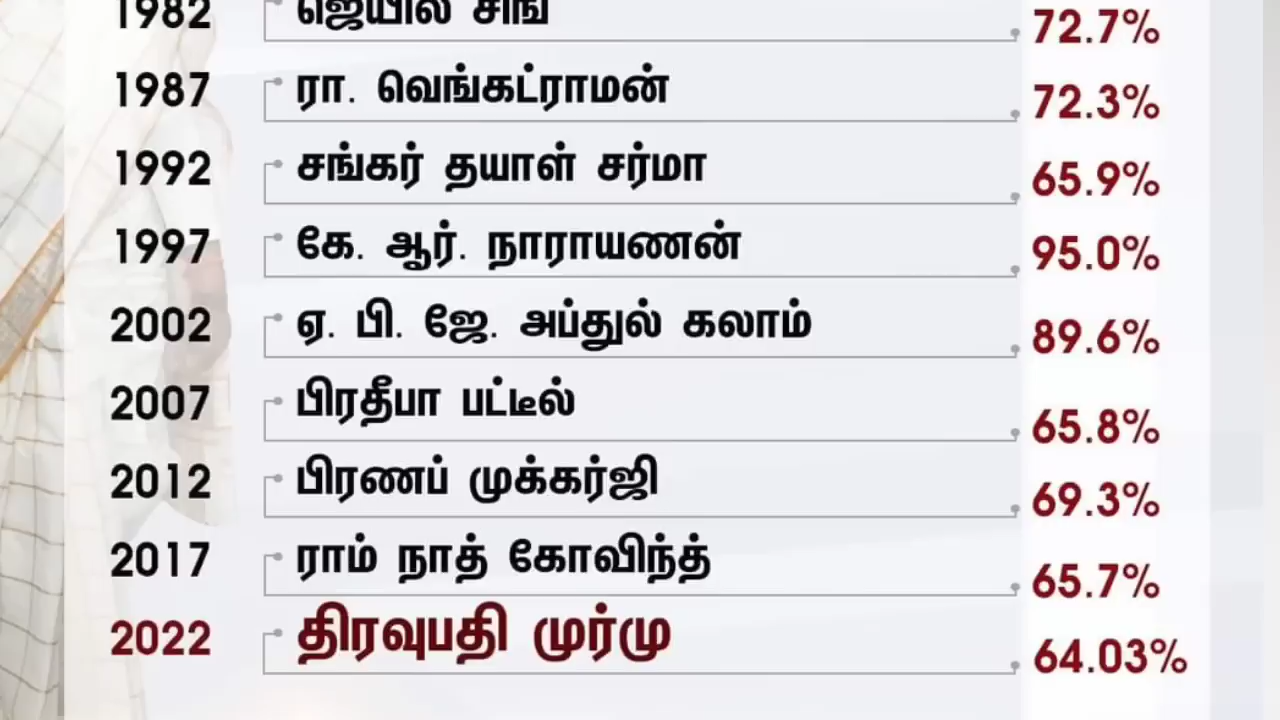 1982 ஜெயில் சிங் 72.7%
1987 ரா. வெங்கட்ராமன் 72.3%
1992 சங்கர் தயாள் சர்மா 65.9%
1997 கே. ஆர். நாராயணன் 95.0%
2002 ஏ. பி. ஜே. அப்துல் கலாம் 89.6%
2007 பிரதீபா பட்டீல் 65.8%
2012 பிரணப் முக்கர்ஜி 69.3%
2017 ராம் நாத் கோவிந்த் 65.7%
2022 திரவுபதி முர்மு 64.03%